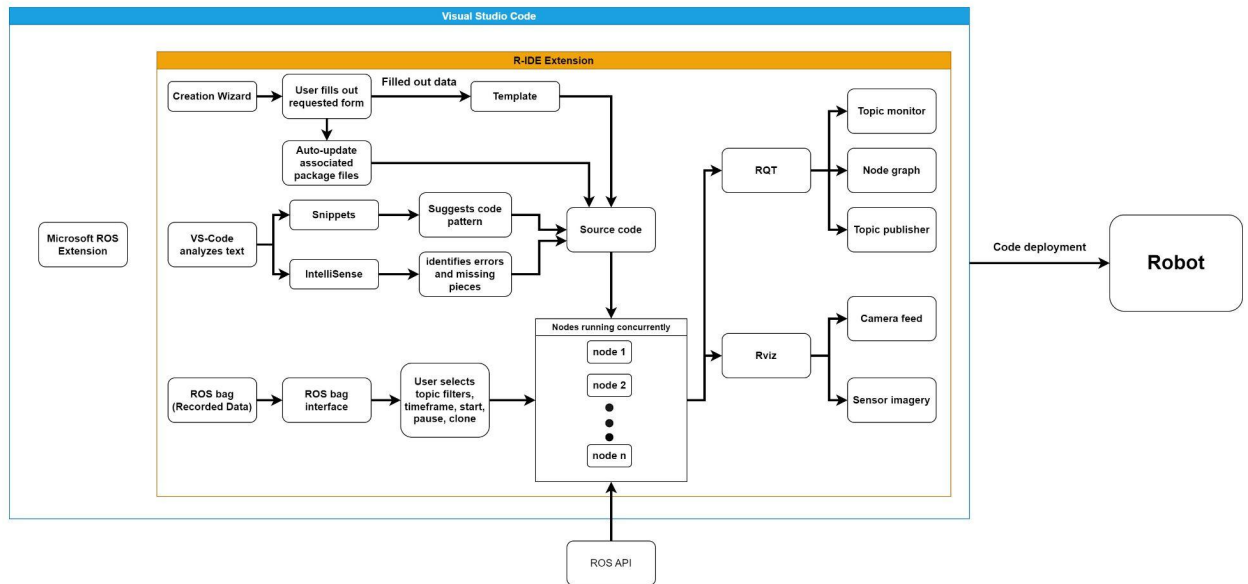 Visual Studio Code
R-IDE Extension
Creation Wizard
User fills out
requested form
Filled out data
Template
Auto-update
associated
package files
Microsoft ROS
Extension
VS-Code
analyzes text
Snippets
Suggests code
pattern
IntelliSense
identifies errors
and missing
pieces
Source code
ROS bag
(Recorded Data)
ROS bag
interface
User selects
topic filters,
timeframe, start,
pause, clone
Nodes running concurrently
node 1
node 2
node n
ROS API
RQT
Topic monitor
Node graph
Topic publisher
Rviz
Camera feed
Sensor imagery
Code deployment
Robot